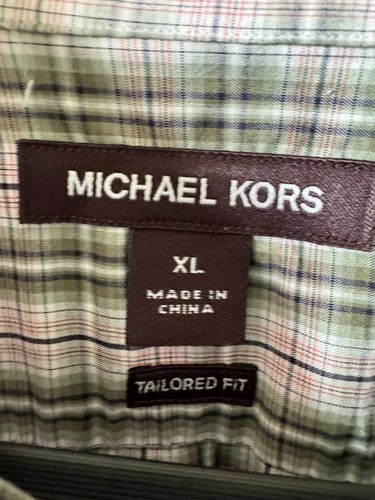 MICHAEL KORS
XL
MADE IN
CHINA
TAILORED FIT